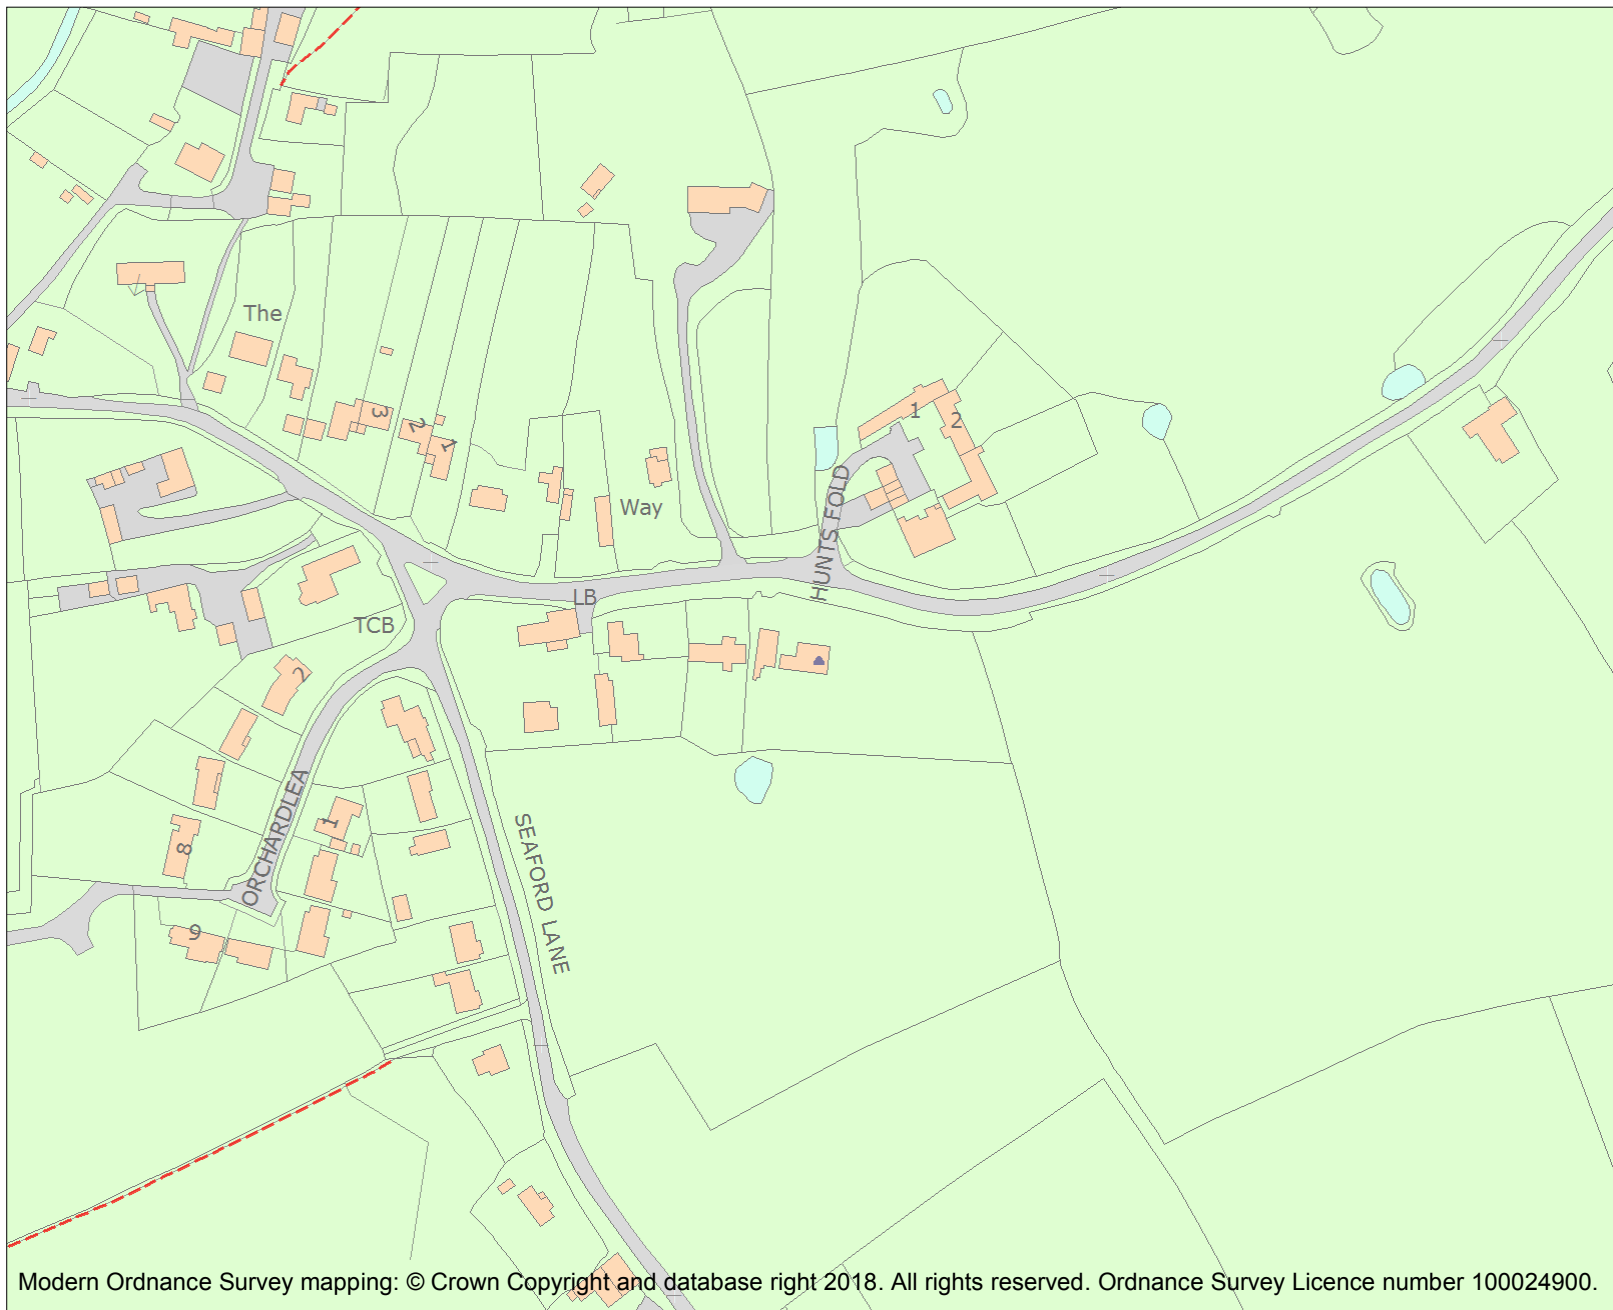 The
3
2
1
1
2
Way
HUNTS FOLD
LB
TCB
2
ORCHARDLEA
1
8
SEAFORD LANE
9
Modern Ordnance Survey mapping: © Crown Copyright and database right 2018. All rights reserved. Ordnance Survey Licence number 100024900.